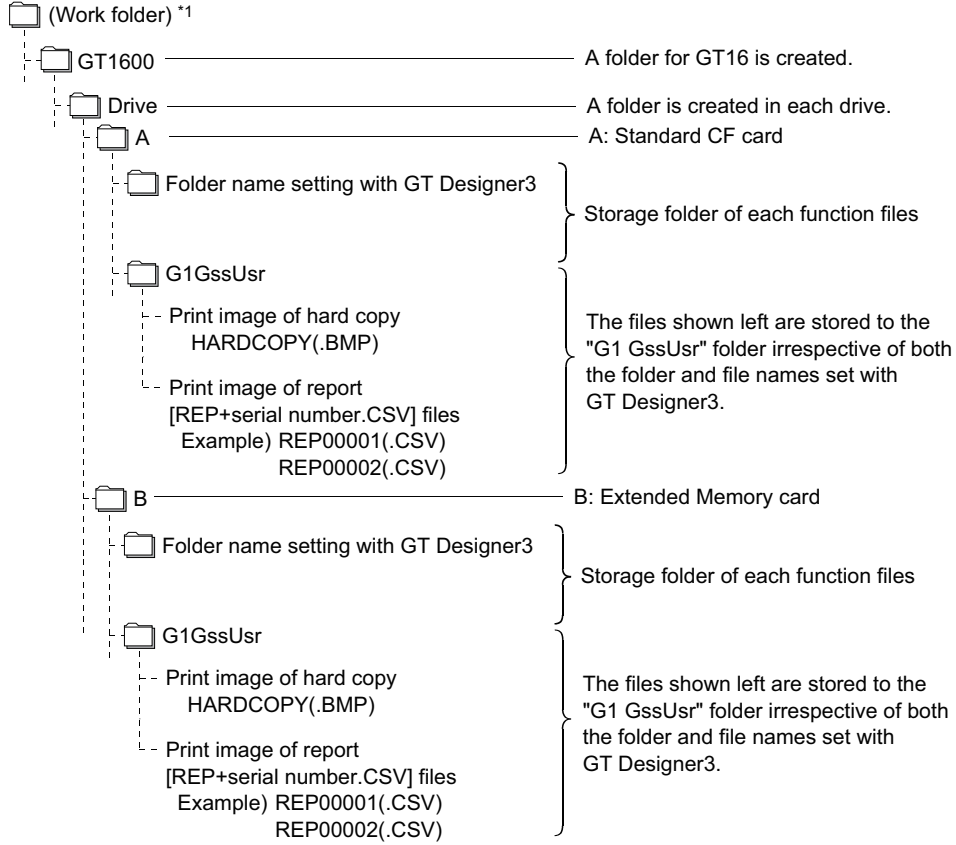 (Work folder) *1
GT1600 A folder for GT16 is created.
Drive A folder is created in each drive.
A A: Standard CF card
Folder name setting with GT Designer3
Storage folder of each function files
G1GssUsr
Print image of hard copy
HARDCOPY(.BMP)
Print image of report
[REP+serial number.CSV] files
Example) REP00001(.CSV)
REP00002(.CSV)
The files shown left are stored to the
"G1 GssUsr" folder irrespective of both
the folder and file names set with
GT Designer3.
B B: Extended Memory card
Folder name setting with GT Designer3
Storage folder of each function files
G1GssUsr
Print image of hard copy
HARDCOPY(.BMP)
Print image of report
[REP+serial number.CSV] files
Example) REP00001(.CSV)
REP00002(.CSV)
The files shown left are stored to the
"G1 GssUsr" folder irrespective of both
the folder and file names set with
GT Designer3.